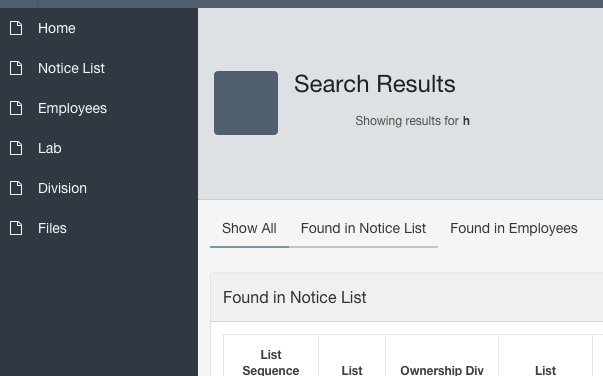 Home
Notice List
Employees
Lab
Division
Files
Search Results
Showing results for h
Show All
Found in Notice List
Found in Employees
Found in Notice List
List Sequence
List
Ownership Div
List